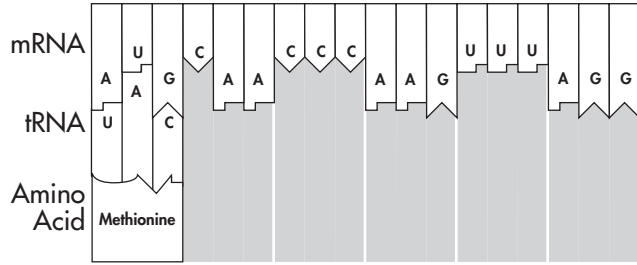 mRNA A U G C A A C C C A A G U U U A G G
tRNA U A C
Amino
Acid Methionine